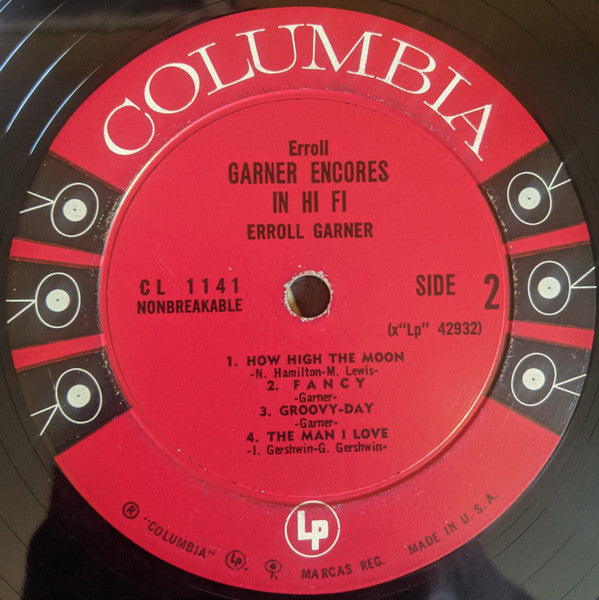 COLUMBIA
Erroll
GARNER ENCORES
IN HI FI
ERROLL GARNER
CL 1141
NONBREAKABLE
SIDE 2
(x"Lp" 42932)
1. HOW HIGH THE MOON
-N. Hamilton-M. Lewis-
2. FANCY
-Garner-
3. GROOVY-DAY
-Garner-
4. THE MAN I LOVE
-I. Gershwin-G. Gershwin-
Lp
® "COLUMBIA" Lp MARCAS REG. MADE IN U.S.A.